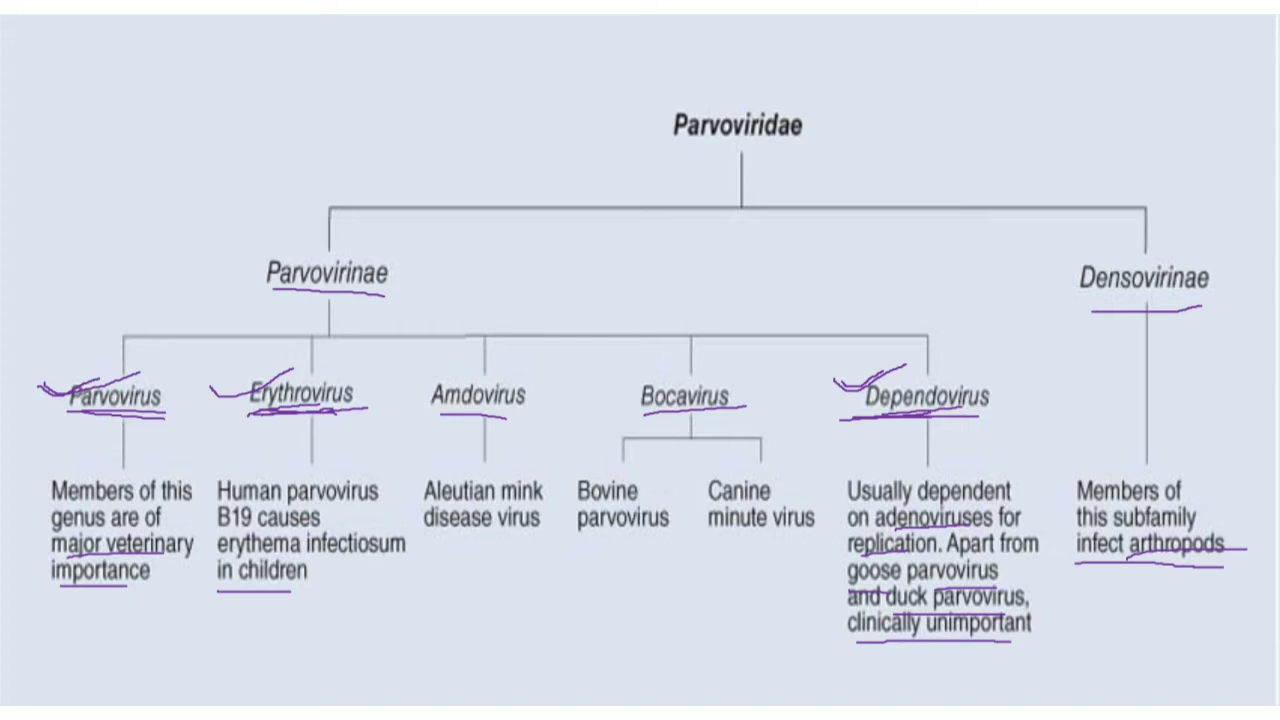 Parvoviridae
Parvovirinae
Densovirinae
Parvovirus
Erythrovirus
Amdovirus
Bocavirus
Dependovirus
Members of this
genus are of
major veterinary
importance
Human parvovirus
B19 causes
erythema infectiosum
in children
Aleutian mink
disease virus
Bovine
parvovirus
Canine
minute virus
Usually dependent
on adenoviruses for
replication. Apart from
goose parvovirus
and duck parvovirus,
clinically unimportant
Members of
this subfamily
infect arthropods